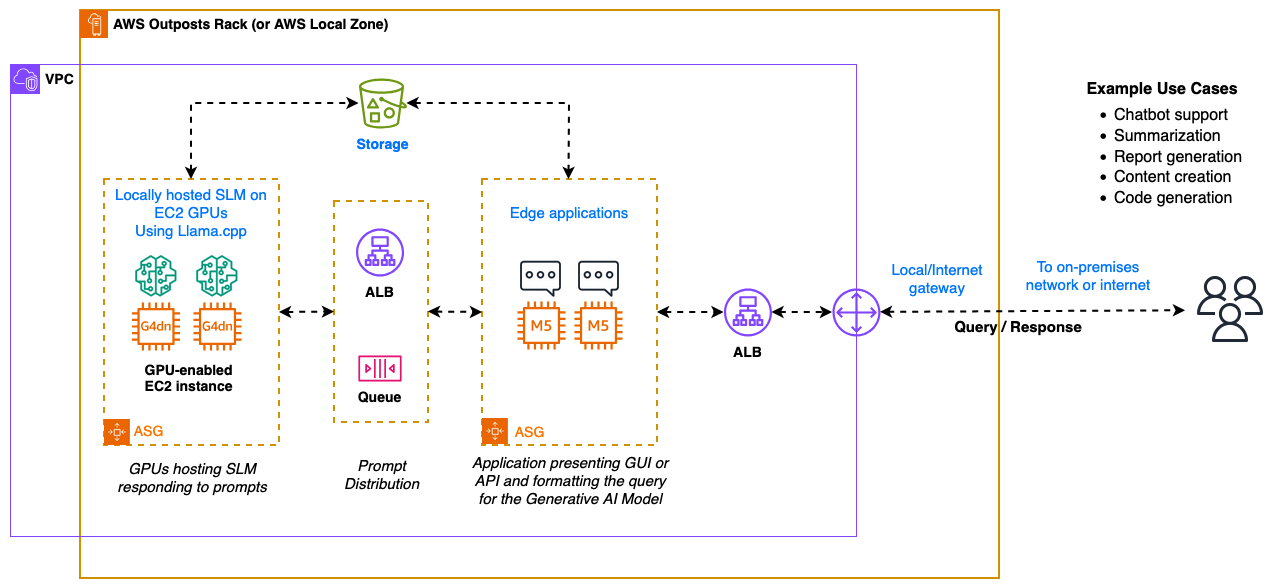 AWS Outposts Rack (or AWS Local Zone)
VPC
Storage
Locally hosted SLM on
EC2 GPUs
Using Llama.cpp
G4dn
G4dn
GPU-enabled
EC2 instance
ASG
GPUs hosting SLM
responding to prompts
ALB
Queue
Prompt
Distribution
Edge applications
M5
M5
ASG
Application presenting GUI or
API and formatting the query
for the Generative AI Model
ALB
Local/Internet
gateway
To on-premises
network or internet
Query / Response
Example Use Cases
• Chatbot support
• Summarization
• Report generation
• Content creation
• Code generation